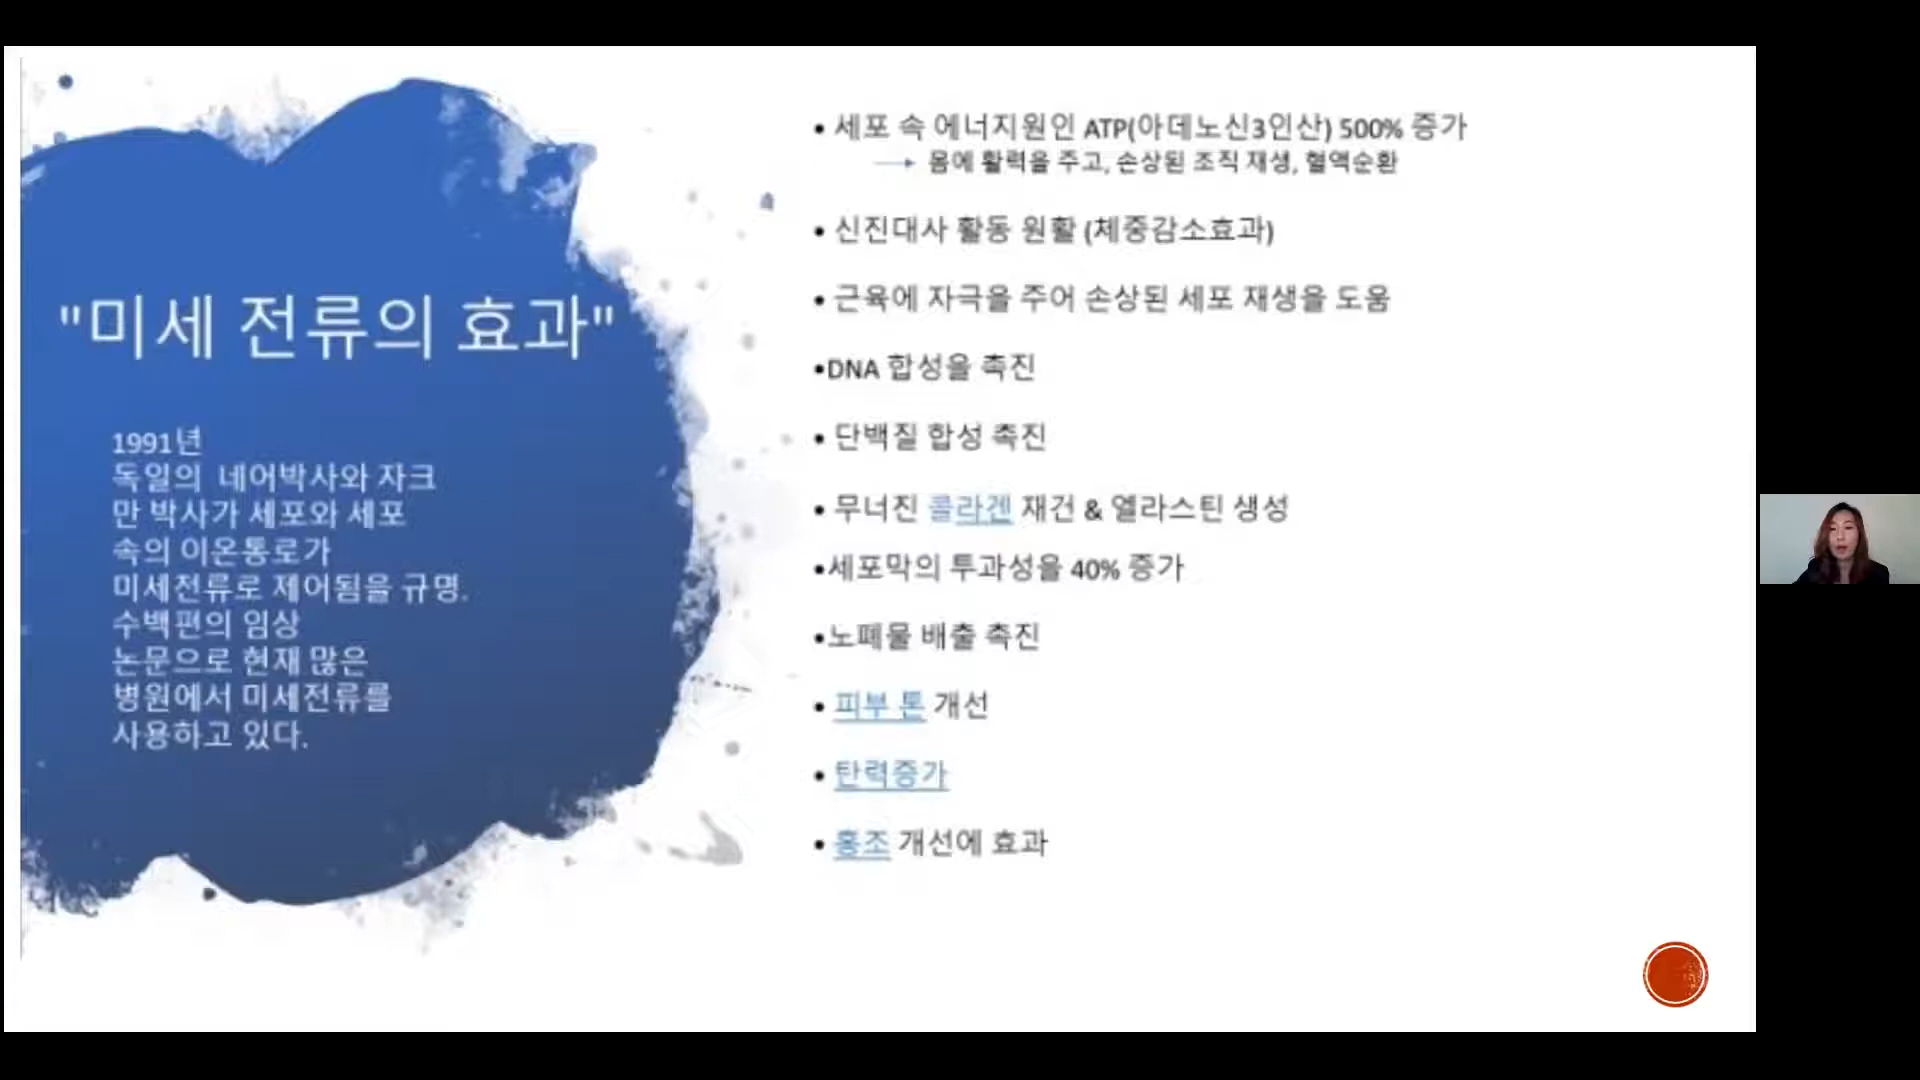 "미세 전류의 효과"
1991년
독일의 네어박사와 자크
만 박사가 세포와 세포
속의 이온통로가
미세전류로 제어됨을 규명.
수백편의 임상
논문으로 현재 많은
병원에서 미세전류를
사용하고 있다.
• 세포 속 에너지원인 ATP(아데노신3인산) 500% 증가
→ 몸에 활력을 주고, 손상된 조직 재생, 혈액순환
• 신진대사 활동 원활 (체중감소효과)
• 근육에 자극을 주어 손상된 세포 재생을 도움
•DNA 합성을 촉진
• 단백질 합성 촉진
• 무너진 콜라겐 재건 & 엘라스틴 생성
•세포막의 투과성을 40% 증가
•노폐물 배출 촉진
• 피부 톤 개선
• 탄력증가
• 홍조 개선에 효과